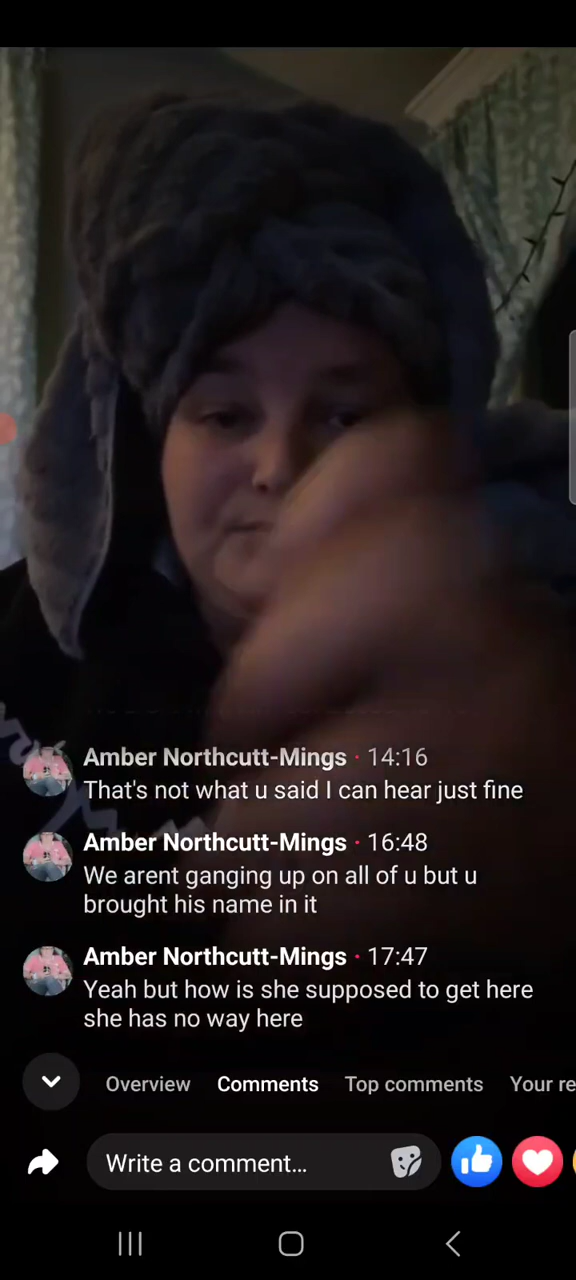 Amber Northcutt-Mings · 14:16
That's not what u said I can hear just fine
Amber Northcutt-Mings · 16:48
We arent ganging up on all of u but u
brought his name in it
Amber Northcutt-Mings · 17:47
Yeah but how is she supposed to get here
she has no way here
Overview Comments Top comments Your re
Write a comment...